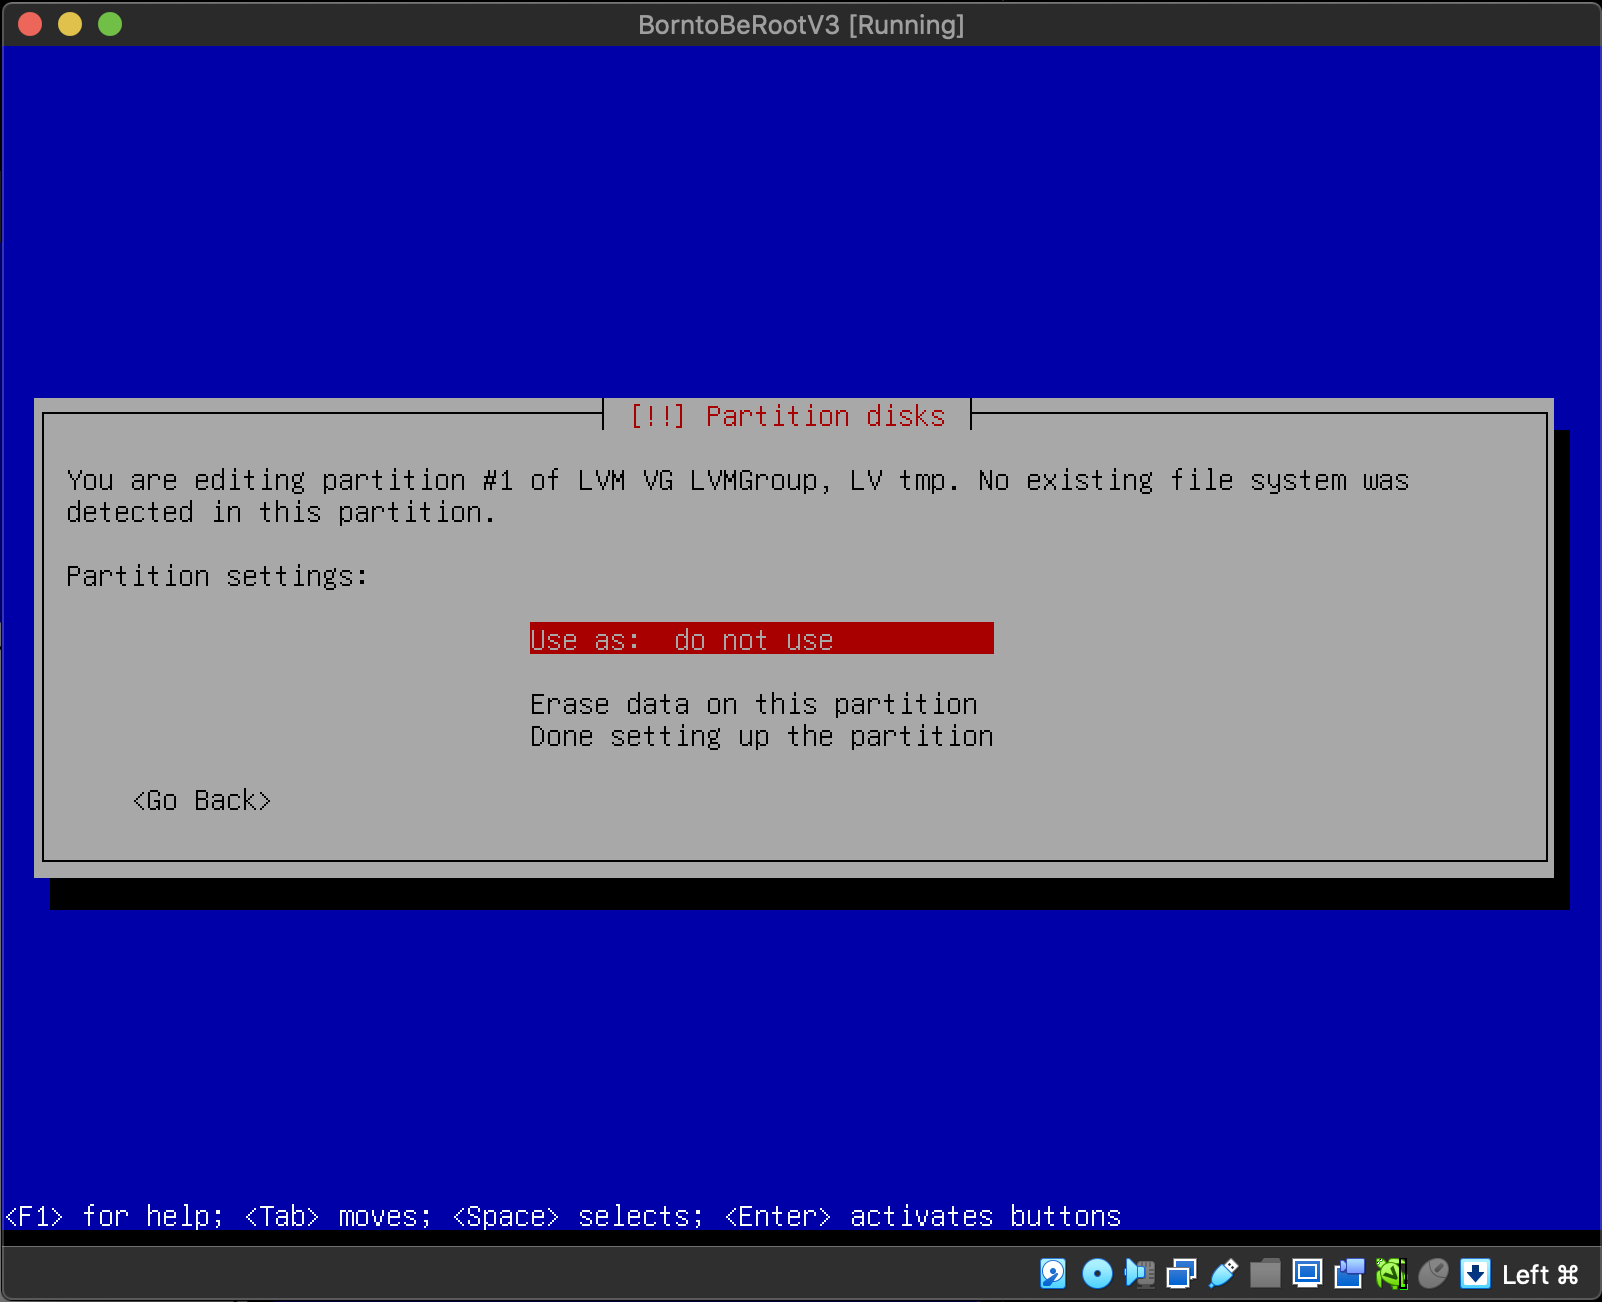 BorntoBeRootV3 [Running]
[!!] Partition disks
You are editing partition #1 of LVM VG LVMGroup, LV tmp. No existing file system was
detected in this partition.
Partition settings:
Use as:  do not use
Erase data on this partition
Done setting up the partition
<Go Back>
<F1> for help; <Tab> moves; <Space> selects; <Enter> activates buttons
Left ⌘